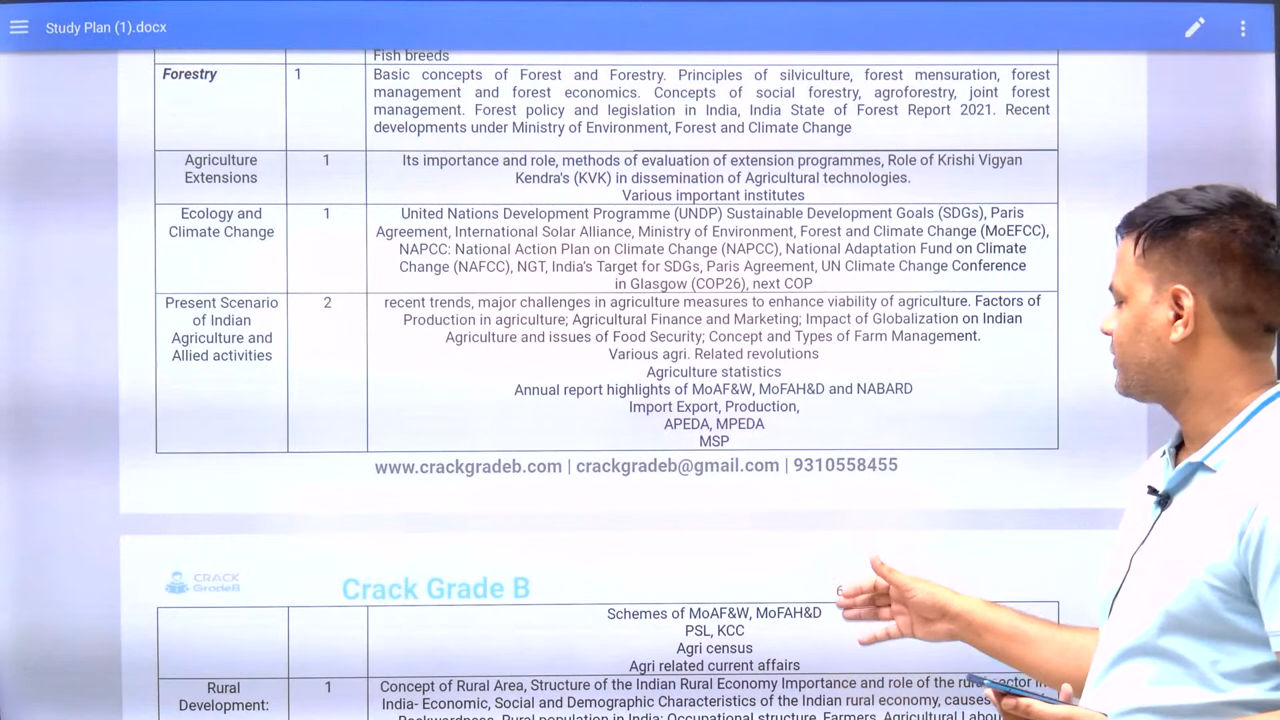 Study Plan (1).docx
Fish breeds
Forestry 1 Basic concepts of Forest and Forestry. Principles of silviculture, forest mensuration, forest
management and forest economics. Concepts of social forestry, agroforestry, joint forest
management. Forest policy and legislation in India, India State of Forest Report 2021. Recent
developments under Ministry of Environment, Forest and Climate Change
Agriculture 1 Its importance and role, methods of evaluation of extension programmes, Role of Krishi Vigyan
Extensions Kendra's (KVK) in dissemination of Agricultural technologies.
Various important institutes
Ecology and 1 United Nations Development Programme (UNDP) Sustainable Development Goals (SDGs), Paris
Climate Change Agreement, International Solar Alliance, Ministry of Environment, Forest and Climate Change (MoEFCC),
NAPCC: National Action Plan on Climate Change (NAPCC), National Adaptation Fund on Climate
Change (NAFCC), NGT, India's Target for SDGs, Paris Agreement, UN Climate Change Conference
in Glasgow (COP26), next COP
Present Scenario 2 recent trends, major challenges in agriculture measures to enhance viability of agriculture. Factors of
of Indian Production in agriculture; Agricultural Finance and Marketing; Impact of Globalization on Indian
Agriculture and Agriculture and issues of Food Security; Concept and Types of Farm Management.
Allied activities Various agri. Related revolutions
Agriculture statistics
Annual report highlights of MoAF&W, MoFAH&D and NABARD
Import Export, Production,
APEDA, MPEDA
MSP
www.crackgradeb.com | crackgradeb@gmail.com | 9310558455
CRACK
GradeB
Crack Grade B
Schemes of MoAF&W, MoFAH&D
PSL, KCC
Agri census
Agri related current affairs
Rural 1 Concept of Rural Area, Structure of the Indian Rural Economy Importance and role of the
Development: India- Economic, Social and Demographic Characteristics of the Indian rural economy, causes
Backwardness, Rural population in India; Occupational structure, Farmers, Agricultural